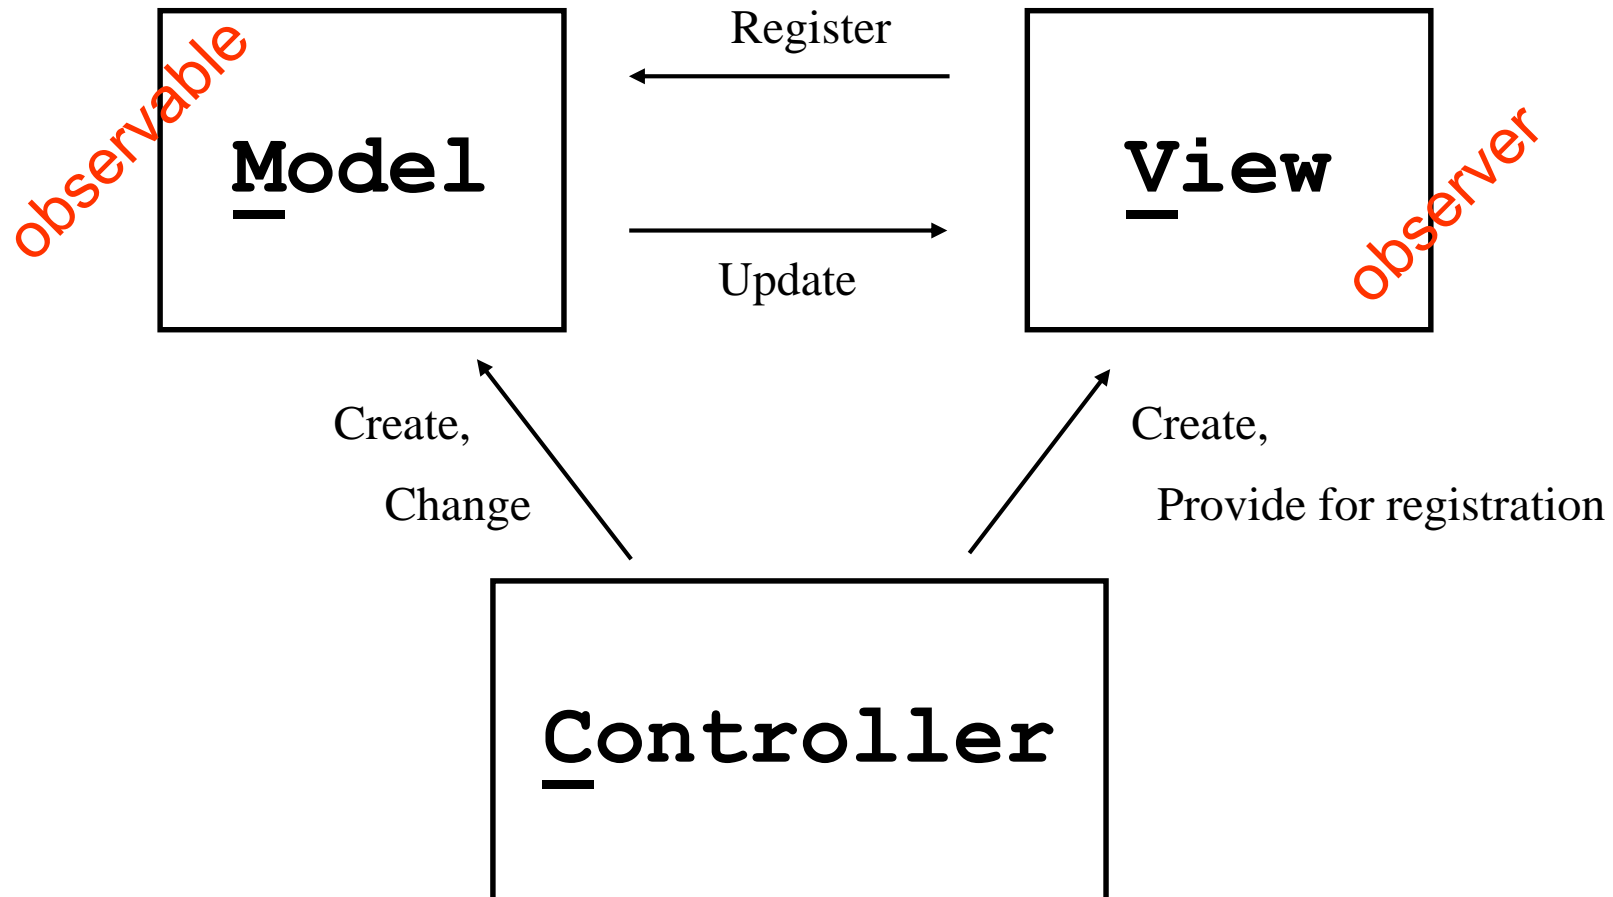 Register
observable
Model
View
observer
Update
Create,
Change
Create,
Provide for registration
Controller